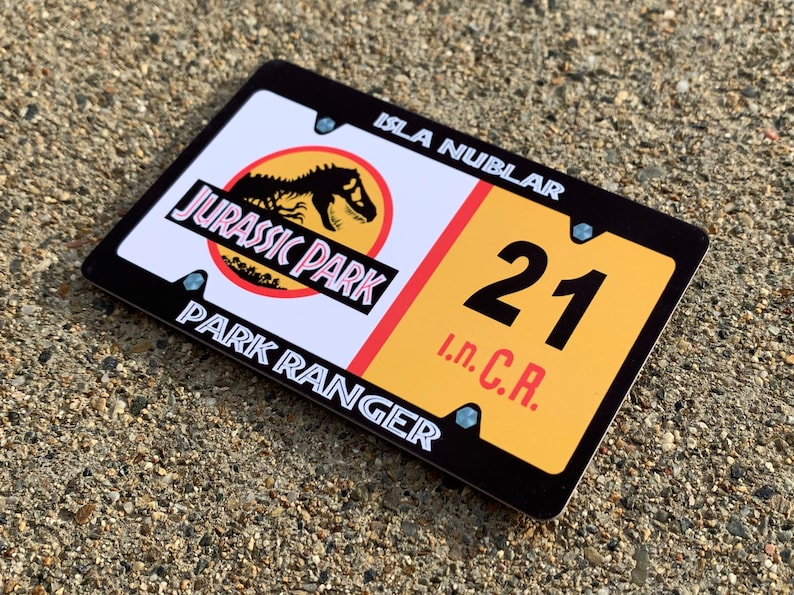 ISLA NUBLAR
JURASSIC PARK
21
I.n.C.R.
PARK RANGER